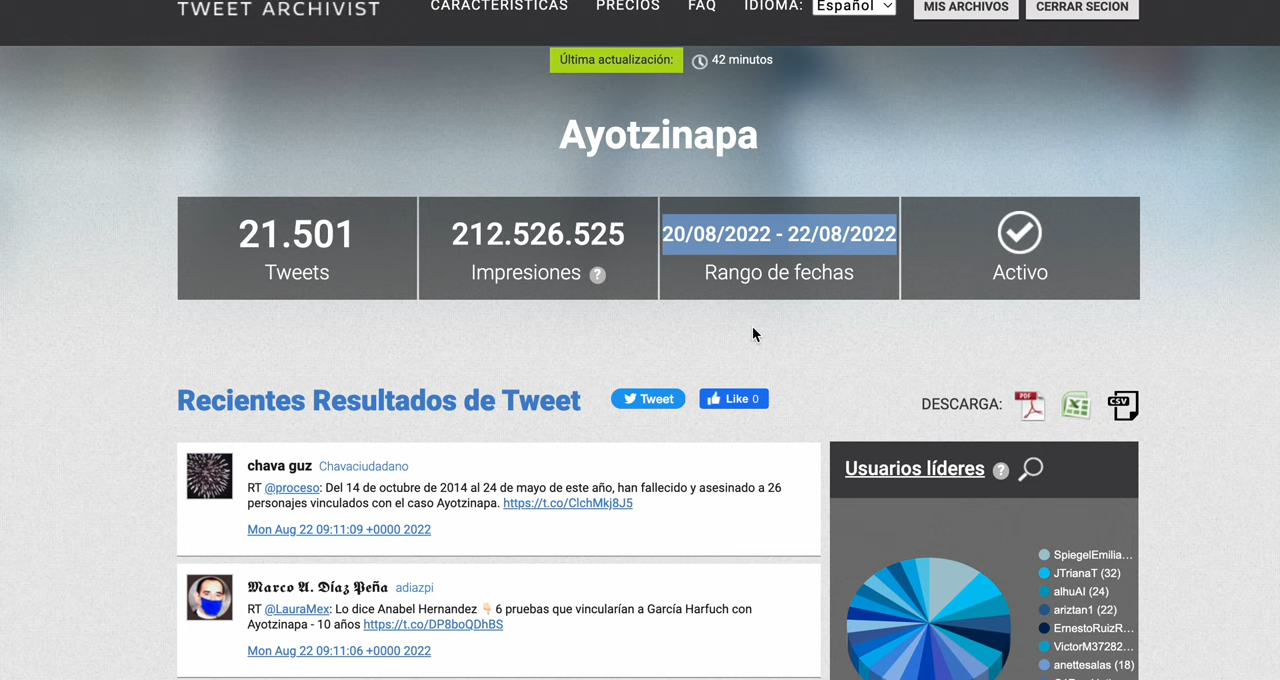 TWEET ARCHIVIST
CARACTERÍSTICAS PRECIOS FAQ IDIOMA: Español MIS ARCHIVOS CERRAR SECION
Última actualización: 42 minutos
Ayotzinapa
21.501 212.526.525 20/08/2022 - 22/08/2022
Tweets Impresiones ? Rango de fechas Activo
Recientes Resultados de Tweet Tweet Like 0 DESCARGA: PDF CSV
chava guz Chavaciudadano
RT @proceso: Del 14 de octubre de 2014 al 24 de mayo de este año, han fallecido y asesinado a 26
personajes vinculados con el caso Ayotzinapa. https://t.co/ClchMkj8J5
Mon Aug 22 09:11:09 +0000 2022
𝕸𝖆𝖗𝖈𝖔 𝕬. 𝕯í𝖆𝖟 𝕻𝖊ñ𝖆 adiazpi
RT @LauraMex: Lo dice Anabel Hernandez 👇🏻 6 pruebas que vincularían a García Harfuch con
Ayotzinapa - 10 años https://t.co/DP8boQDhBS
Mon Aug 22 09:11:06 +0000 2022
Usuarios líderes ?
SpiegelEmilia...
JTrianaT (32)
alhuAI (24)
ariztan1 (22)
ErnestoRuizR...
VictorM37282...
anettesalas (18)